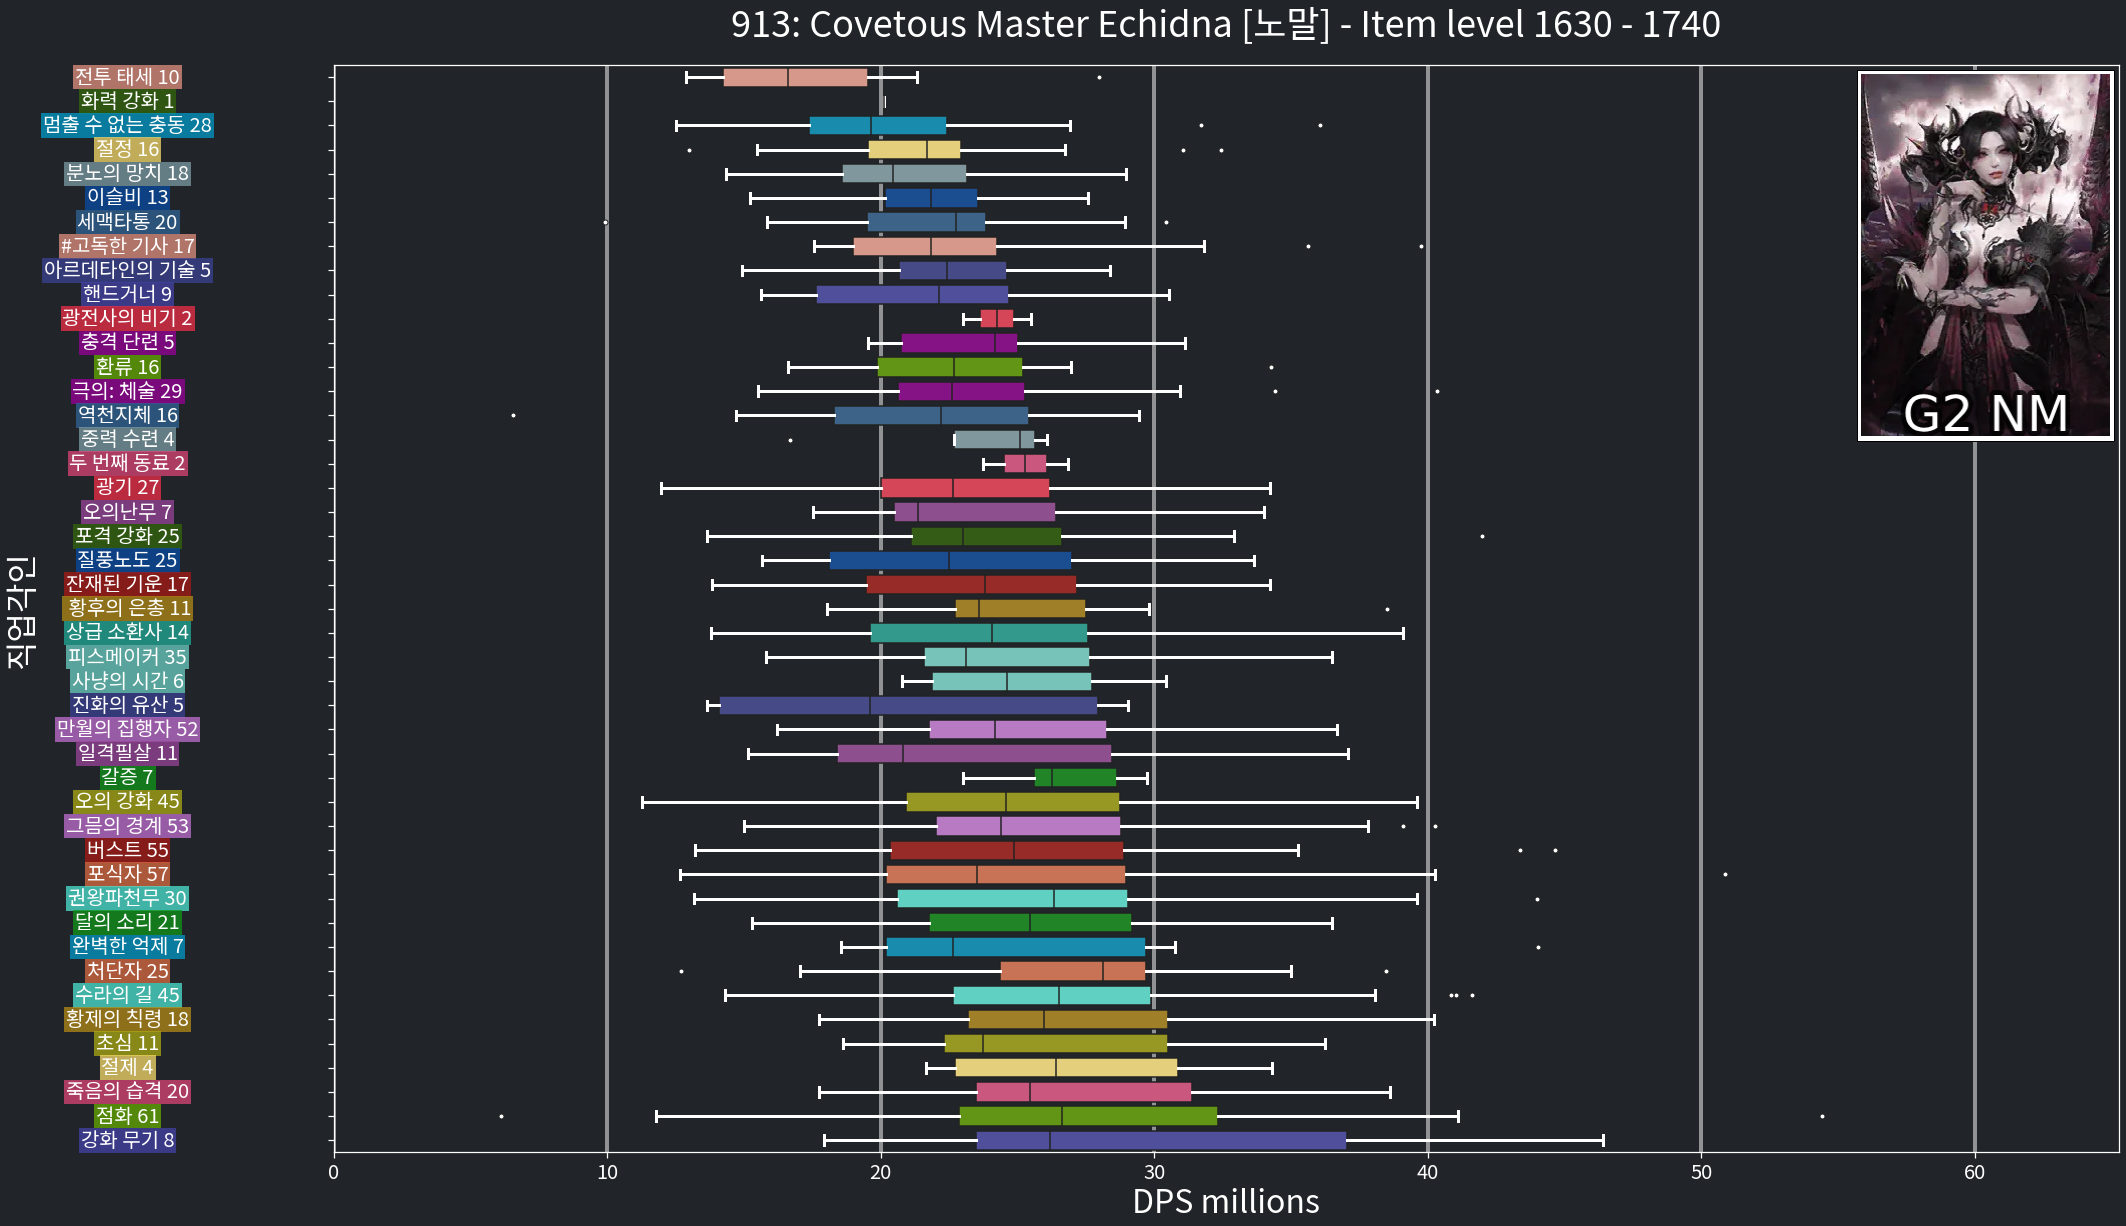 913: Covetous Master Echidna [노말] - Item level 1630 - 1740
전투 태세 10
화력 강화 1
멈출 수 없는 충동 28
절정 16
분노의 망치 18
이슬비 13
세맥타통 20
#고독한 기사 17
아르데타인의 기술 5
핸드거너 9
광전사의 비기 2
충격 단련 5
환류 16
극의: 체술 29
역천지체 16
중력 수련 4
두 번째 동료 2
광기 27
오의난무 7
포격 강화 25
질풍노도 25
잔재된 기운 17
황후의 은총 11
상급 소환사 14
피스메이커 35
사냥의 시간 6
진화의 유산 5
만월의 집행자 52
일격필살 11
갈증 7
오의 강화 45
그믐의 경계 53
버스트 55
포식자 57
권왕파천무 30
달의 소리 21
완벽한 억제 7
처단자 25
수라의 길 45
황제의 칙령 18
초심 11
절제 4
죽음의 습격 20
점화 61
강화 무기 8
직업각인
G2 NM
0 10 20 30 40 50 60
DPS millions